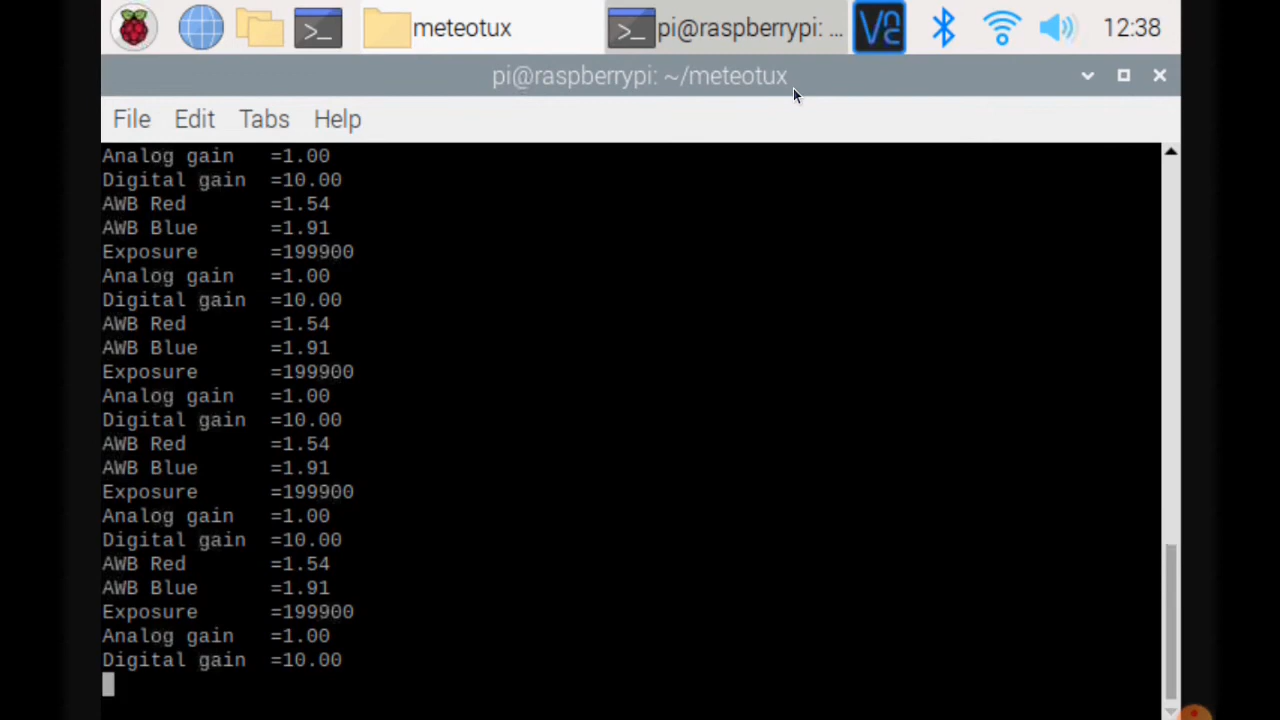 meteotux
pi@raspberrypi: ...
12:38
pi@raspberrypi: ~/meteotux
File Edit Tabs Help
Analog gain =1.00
Digital gain =10.00
AWB Red =1.54
AWB Blue =1.91
Exposure =199900
Analog gain =1.00
Digital gain =10.00
AWB Red =1.54
AWB Blue =1.91
Exposure =199900
Analog gain =1.00
Digital gain =10.00
AWB Red =1.54
AWB Blue =1.91
Exposure =199900
Analog gain =1.00
Digital gain =10.00
AWB Red =1.54
AWB Blue =1.91
Exposure =199900
Analog gain =1.00
Digital gain =10.00